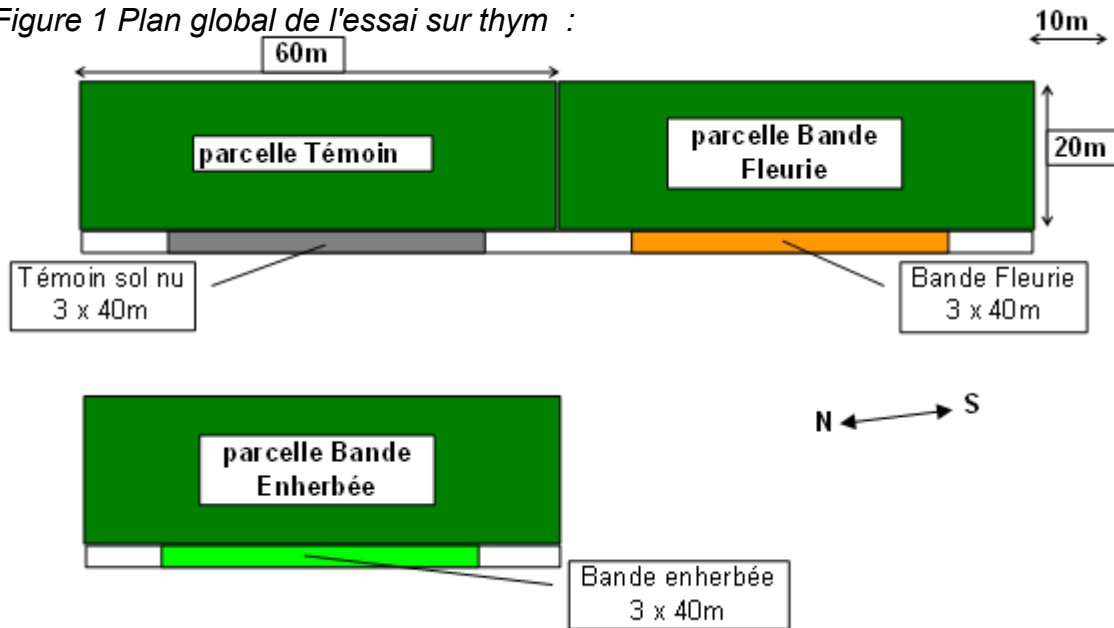 Figure 1 Plan global de l'essai sur thym :
10m
60m
parcelle Témoin
parcelle Bande
Fleurie
20m
Témoin sol nu
3 x 40m
Bande Fleurie
3 x 40m
N
S
parcelle Bande
Enherbée
Bande enherbée
3 x 40m